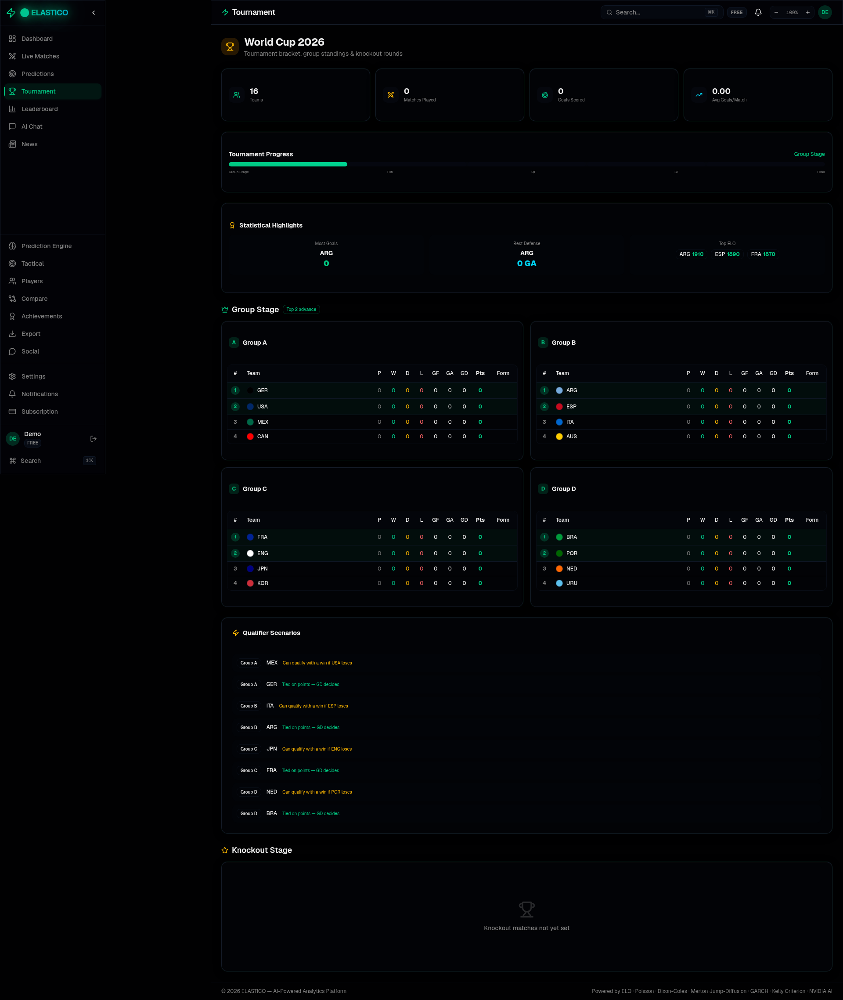 ELASTICO
Dashboard
Live Matches
Predictions
Tournament
Leaderboard
AI Chat
News
Prediction Engine
Tactical
Players
Compare
Achievements
Export
Social
Settings
Notifications
Subscription
DE Demo
FREE
Search ⌘K
Tournament Search... ⌘K FREE 100% DE
World Cup 2026
Tournament bracket, group standings & knockout rounds
16
Teams
0
Matches Played
0
Goals Scored
0.00
Avg Goals/Match
Tournament Progress Group Stage
Group Stage R16 QF SF Final
Statistical Highlights
Most Goals
ARG
0
Best Defense
ARG
0 GA
Top ELO
ARG 1910 ESP 1890 FRA 1870
Group Stage Top 2 advance
A Group A
# Team P W D L GF GA GD Pts Form
1 GER 0 0 0 0 0 0 0 0
2 USA 0 0 0 0 0 0 0 0
3 MEX 0 0 0 0 0 0 0 0
4 CAN 0 0 0 0 0 0 0 0
B Group B
# Team P W D L GF GA GD Pts Form
1 ARG 0 0 0 0 0 0 0 0
2 ESP 0 0 0 0 0 0 0 0
3 ITA 0 0 0 0 0 0 0 0
4 AUS 0 0 0 0 0 0 0 0
C Group C
# Team P W D L GF GA GD Pts Form
1 FRA 0 0 0 0 0 0 0 0
2 ENG 0 0 0 0 0 0 0 0
3 JPN 0 0 0 0 0 0 0 0
4 KOR 0 0 0 0 0 0 0 0
D Group D
# Team P W D L GF GA GD Pts Form
1 BRA 0 0 0 0 0 0 0 0
2 POR 0 0 0 0 0 0 0 0
3 NED 0 0 0 0 0 0 0 0
4 URU 0 0 0 0 0 0 0 0
Qualifier Scenarios
Group A MEX Can qualify with a win if USA loses
Group A GER Tied on points — GD decides
Group B ITA Can qualify with a win if ESP loses
Group B ARG Tied on points — GD decides
Group C JPN Can qualify with a win if ENG loses
Group C FRA Tied on points — GD decides
Group D NED Can qualify with a win if POR loses
Group D BRA Tied on points — GD decides
Knockout Stage
Knockout matches not yet set
© 2026 ELASTICO — AI-Powered Analytics Platform
Powered by ELO · Poisson · Dixon-Coles · Merton Jump-Diffusion · GARCH · Kelly Criterion · NVIDIA AI